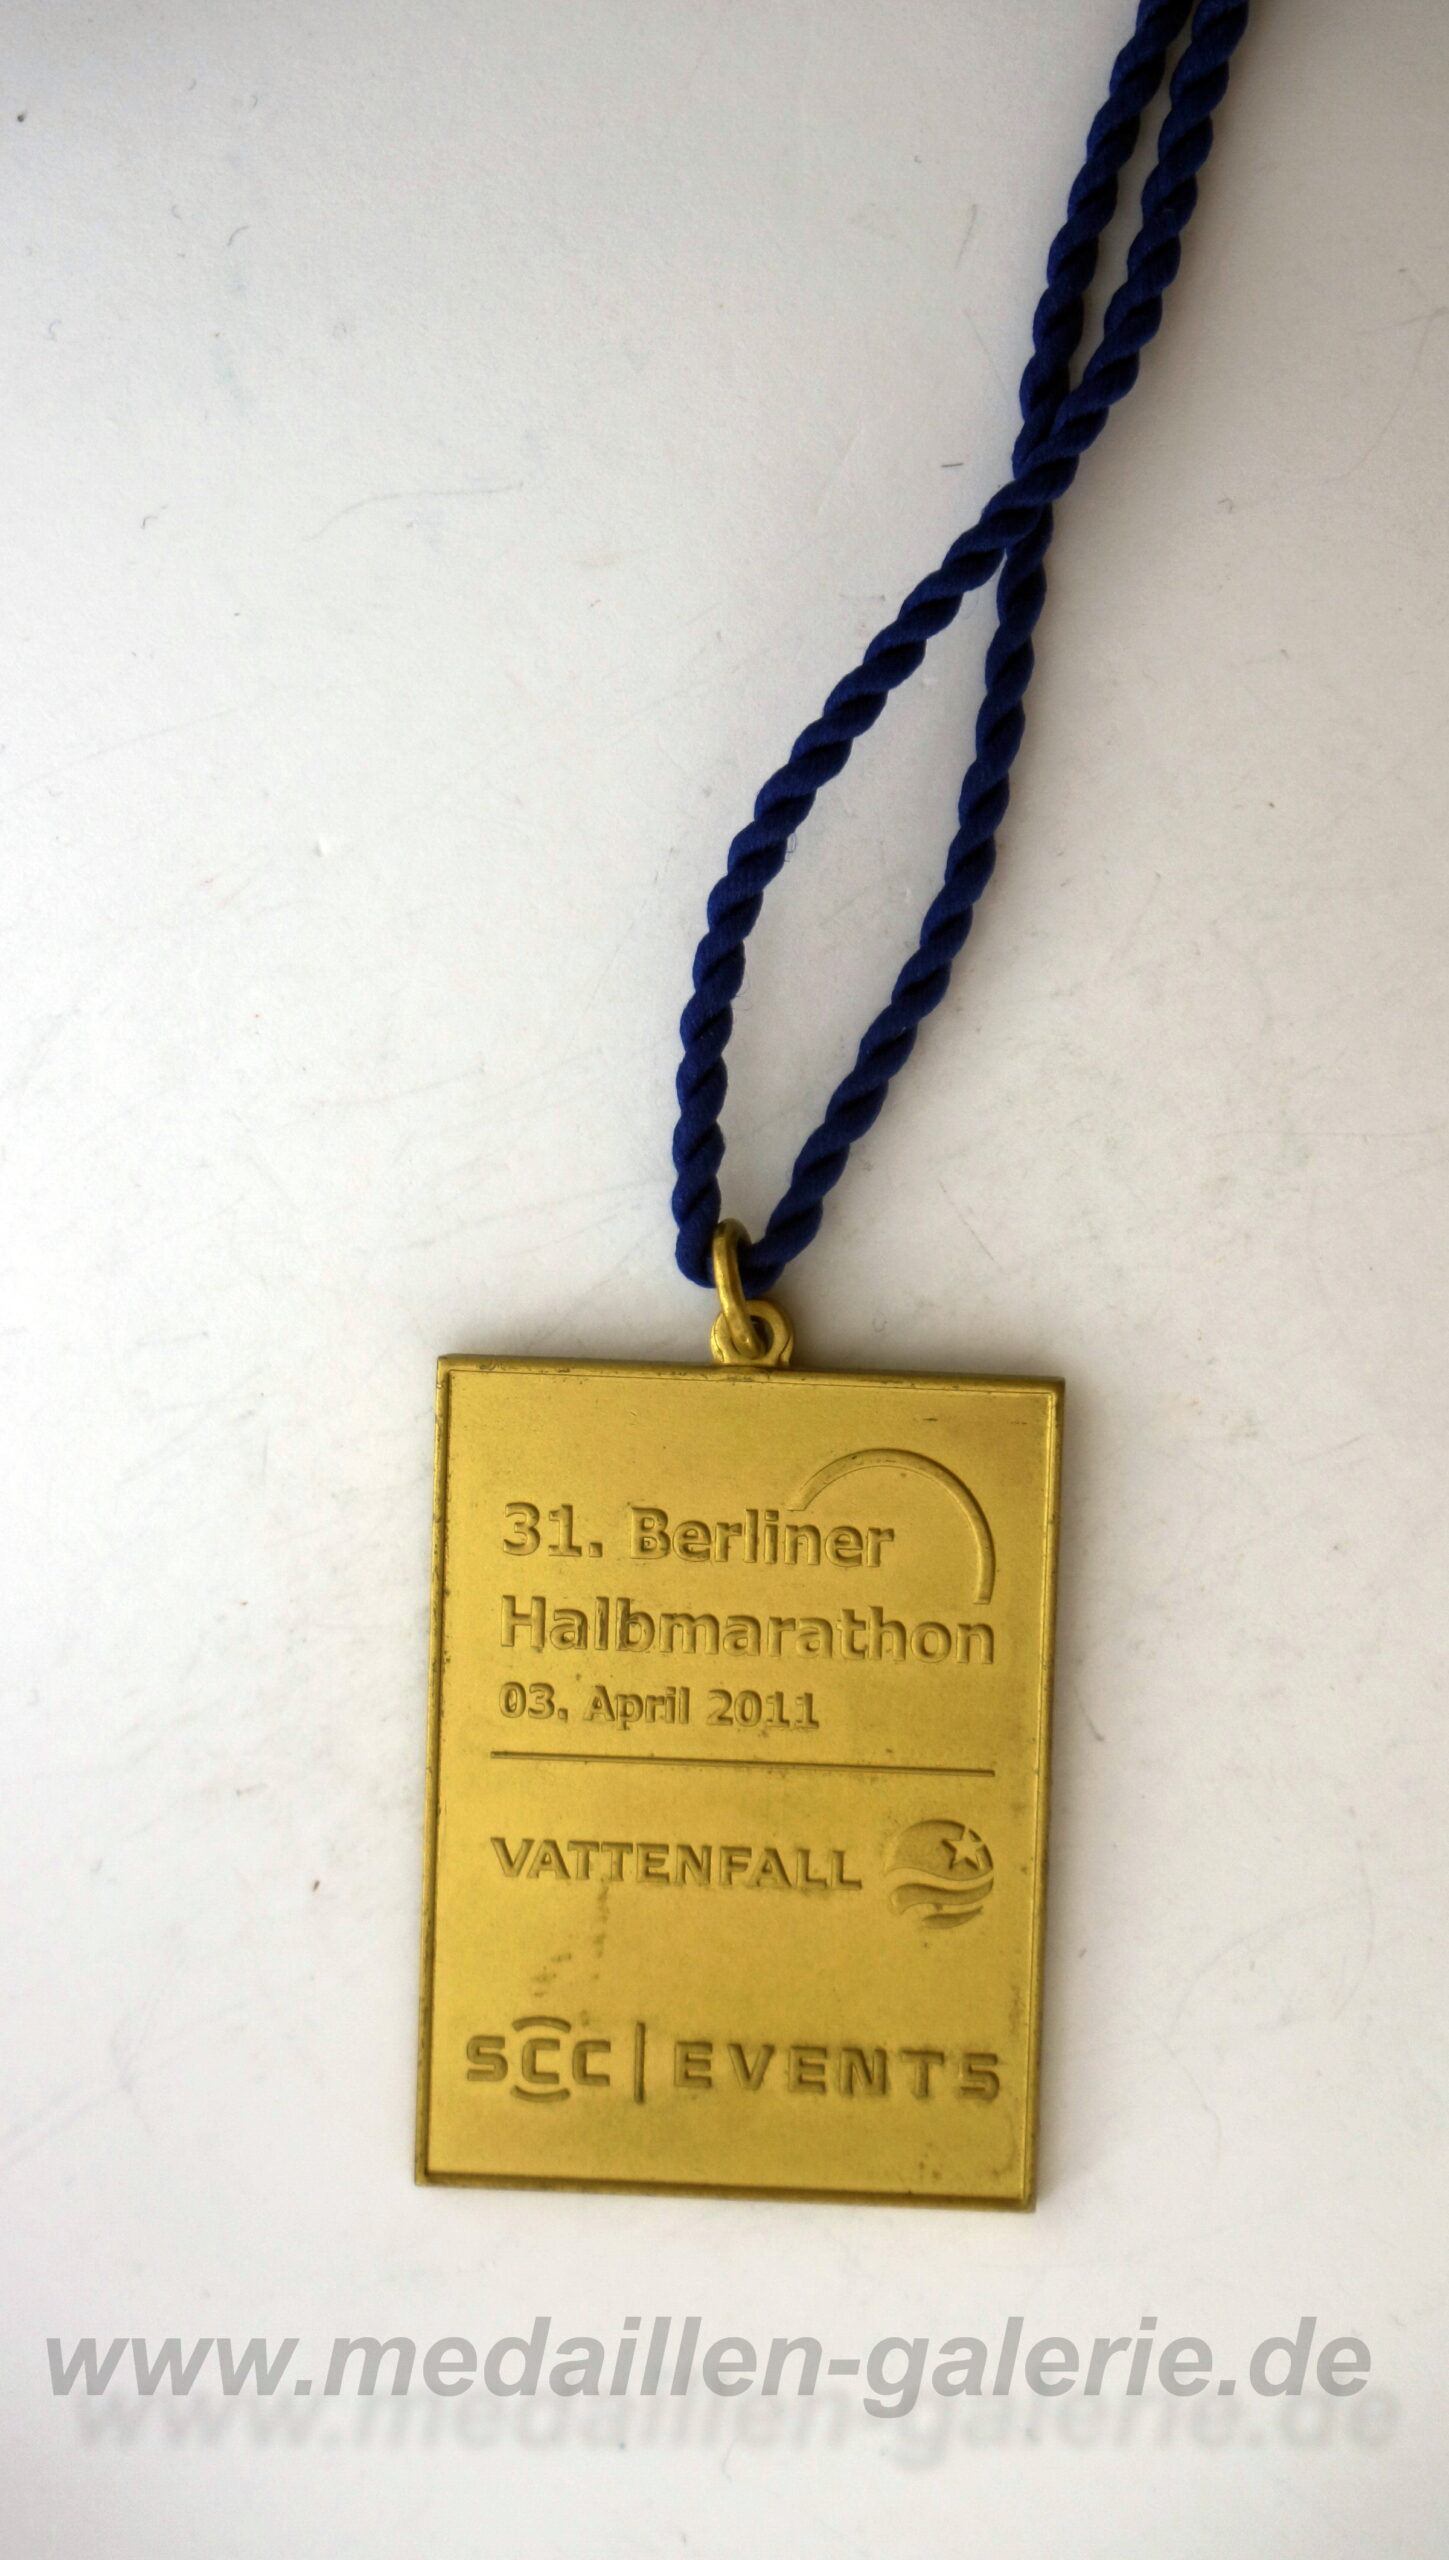 31. Berliner
Halbmarathon
03. April 2011
VATTENFALL
SCC | EVENTS
www.medaillen-galerie.de